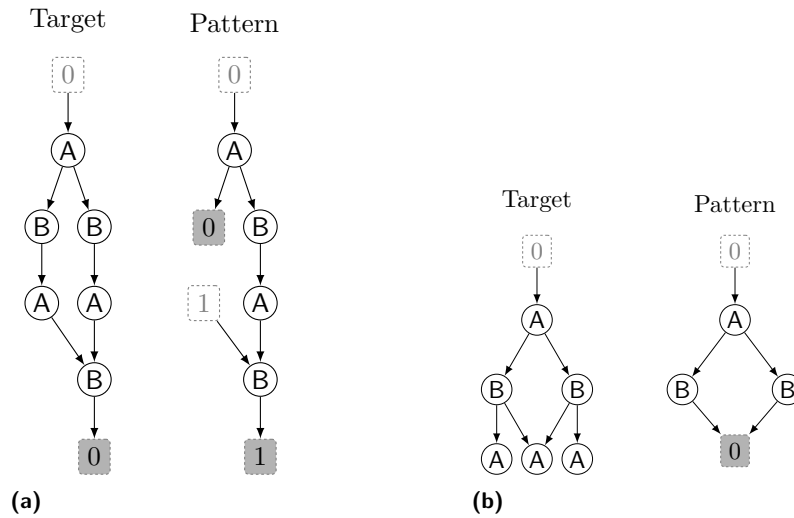 Target Pattern
0 0
A A
B B 0 B
A A 1 A
B B
0 1
(a)
Target Pattern
0 0
A A
B B B B
A A A 0
(b)